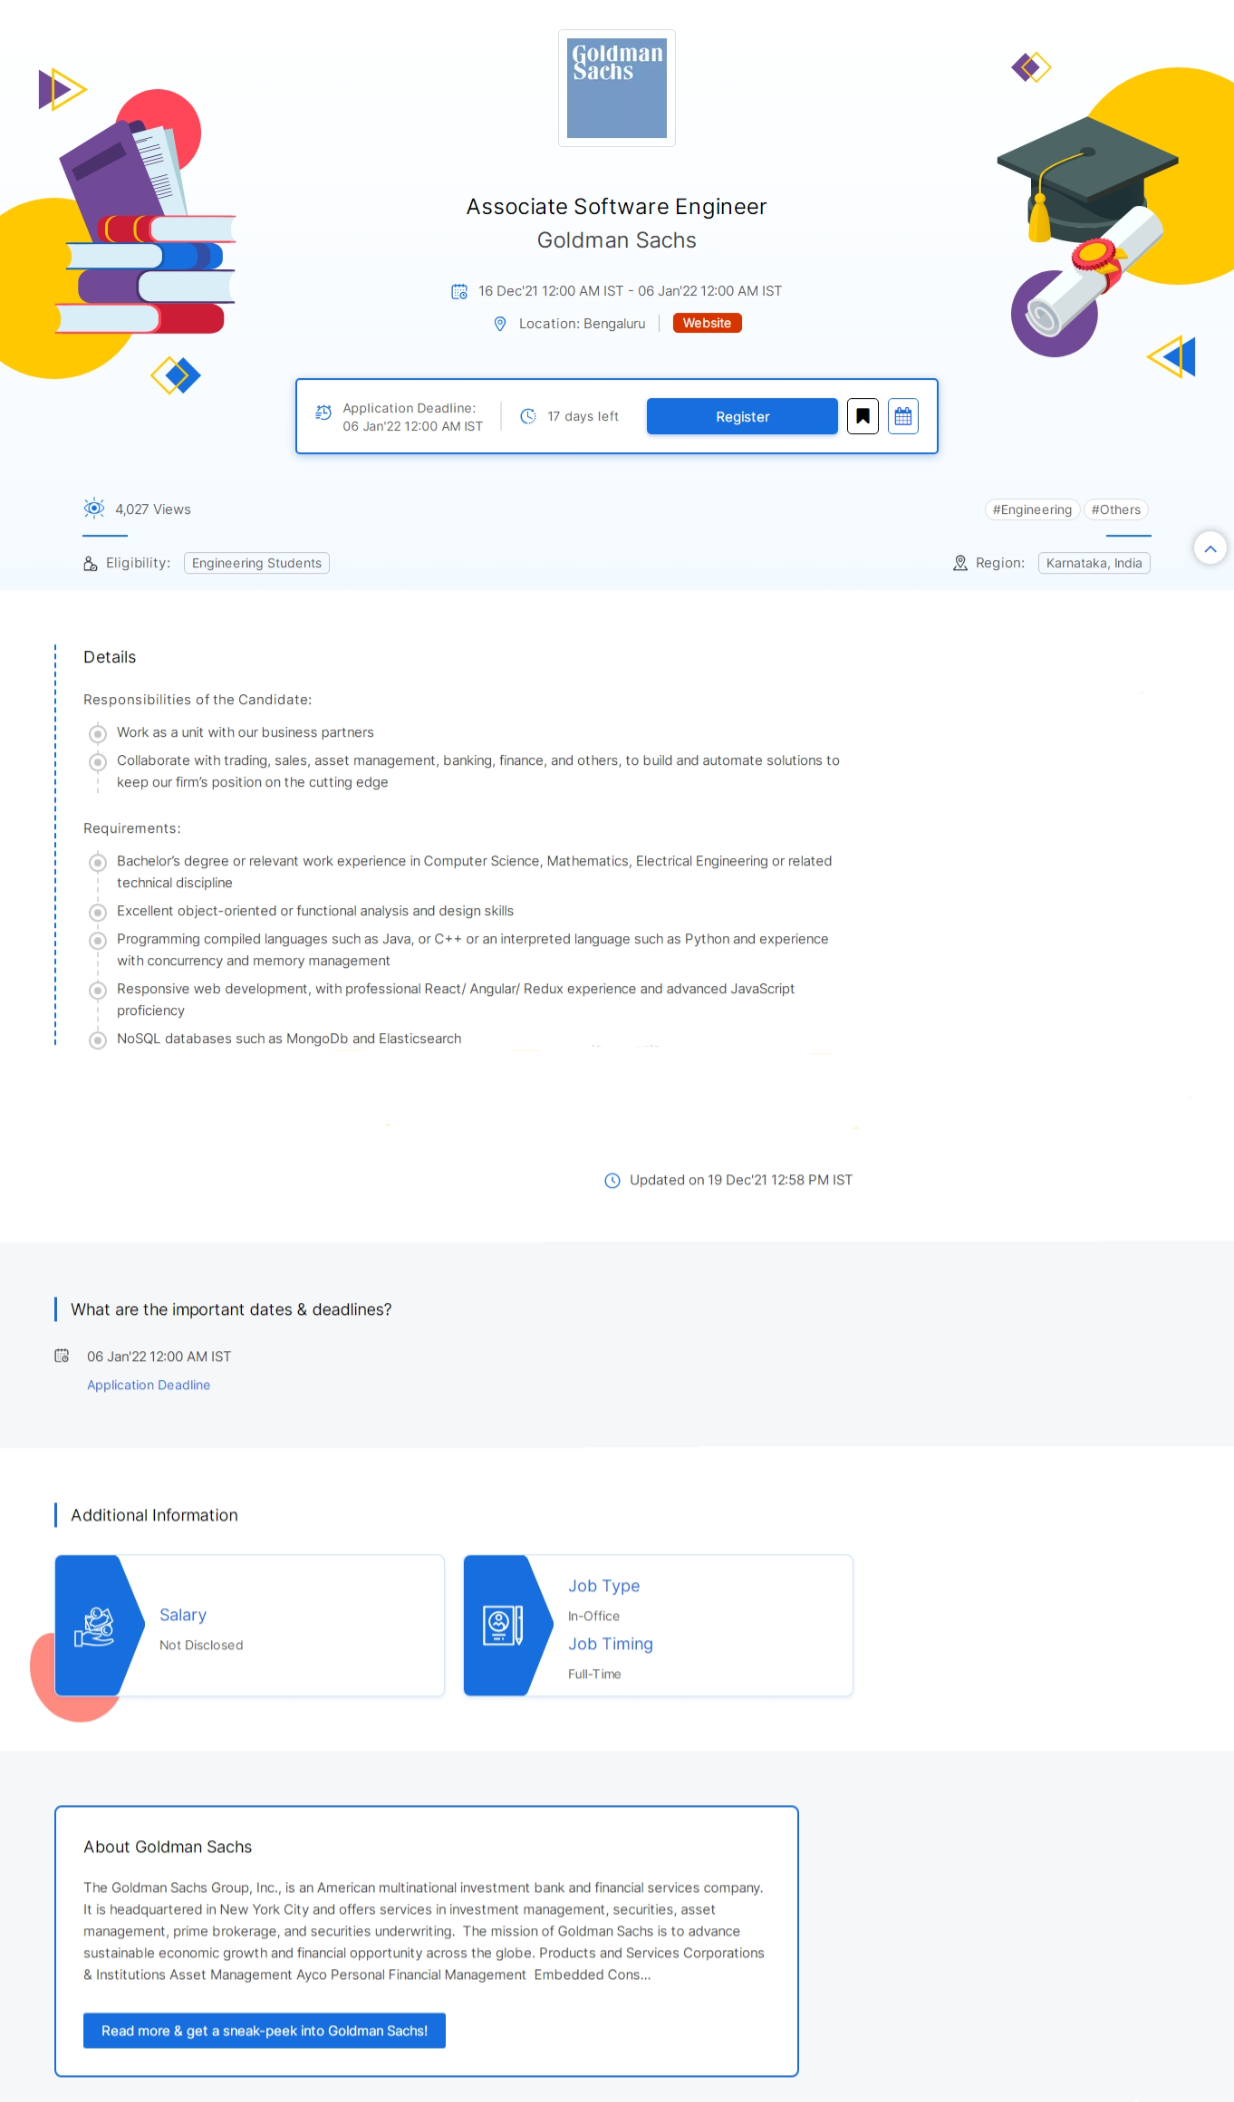 Goldman
Sachs
Associate Software Engineer
Goldman Sachs
16 Dec'21 12:00 AM IST - 06 Jan'22 12:00 AM IST
Location: Bengaluru
Website
Application Deadline:
06 Jan'22 12:00 AM IST
17 days left
Register
4,027 Views
#Engineering
#Others
Eligibility:
Engineering Students
Region:
Karnataka, India
Details
Responsibilities of the Candidate:
Work as a unit with our business partners
Collaborate with trading, sales, asset management, banking, finance, and others, to build and automate solutions to
keep our firm’s position on the cutting edge
Requirements:
Bachelor’s degree or relevant work experience in Computer Science, Mathematics, Electrical Engineering or related
technical discipline
Excellent object-oriented or functional analysis and design skills
Programming compiled languages such as Java, or C++ or an interpreted language such as Python and experience
with concurrency and memory management
Responsive web development, with professional React/ Angular/ Redux experience and advanced JavaScript
proficiency
NoSQL databases such as MongoDb and Elasticsearch
Updated on 19 Dec'21 12:58 PM IST
What are the important dates & deadlines?
06 Jan'22 12:00 AM IST
Application Deadline
Additional Information
Salary
Not Disclosed
Job Type
In-Office
Job Timing
Full-Time
About Goldman Sachs
The Goldman Sachs Group, Inc., is an American multinational investment bank and financial services company.
It is headquartered in New York City and offers services in investment management, securities, asset
management, prime brokerage, and securities underwriting.  The mission of Goldman Sachs is to advance
sustainable economic growth and financial opportunity across the globe. Products and Services Corporations
& Institutions Asset Management Ayco Personal Financial Management  Embedded Cons...
Read more & get a sneak-peek into Goldman Sachs!